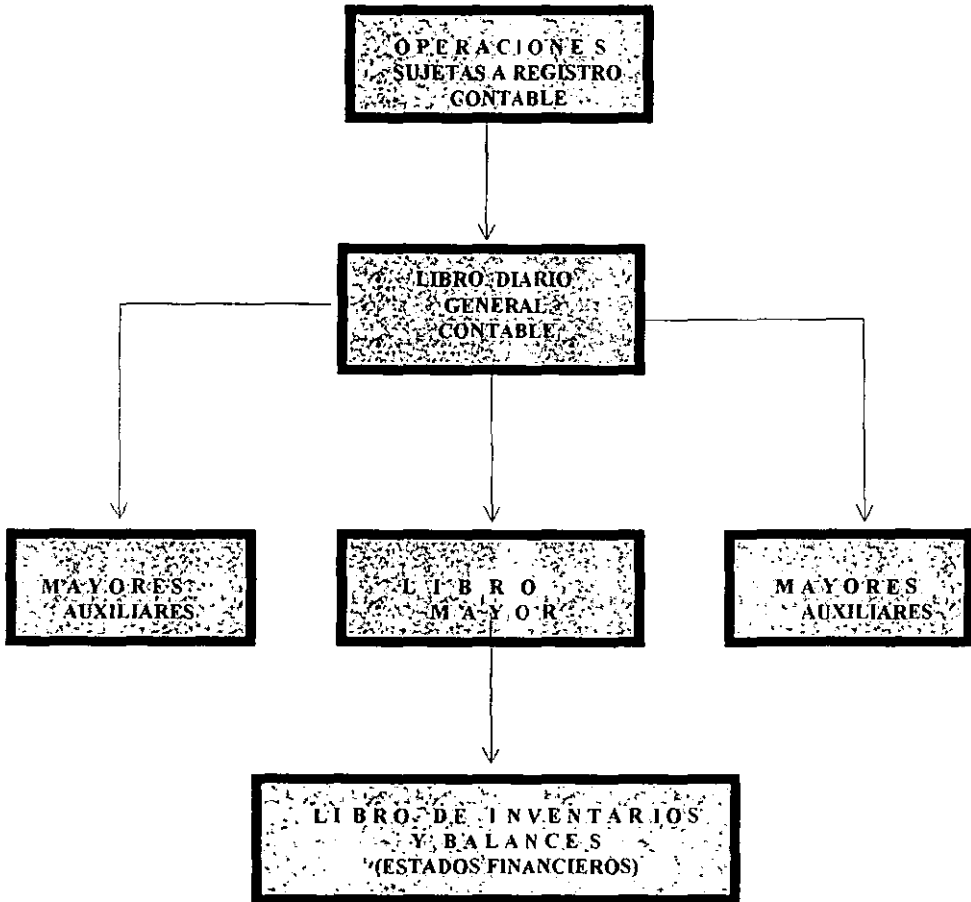 OPERACIONES
SUJETAS A REGISTRO
CONTABLE
LIBRO DIARIO
GENERAL
CONTABLE
MAYORES
AUXILIARES
LIBRO
MAYOR
MAYORES
AUXILIARES
LIBRO DE INVENTARIOS
Y BALANCES
(ESTADOS FINANCIEROS)